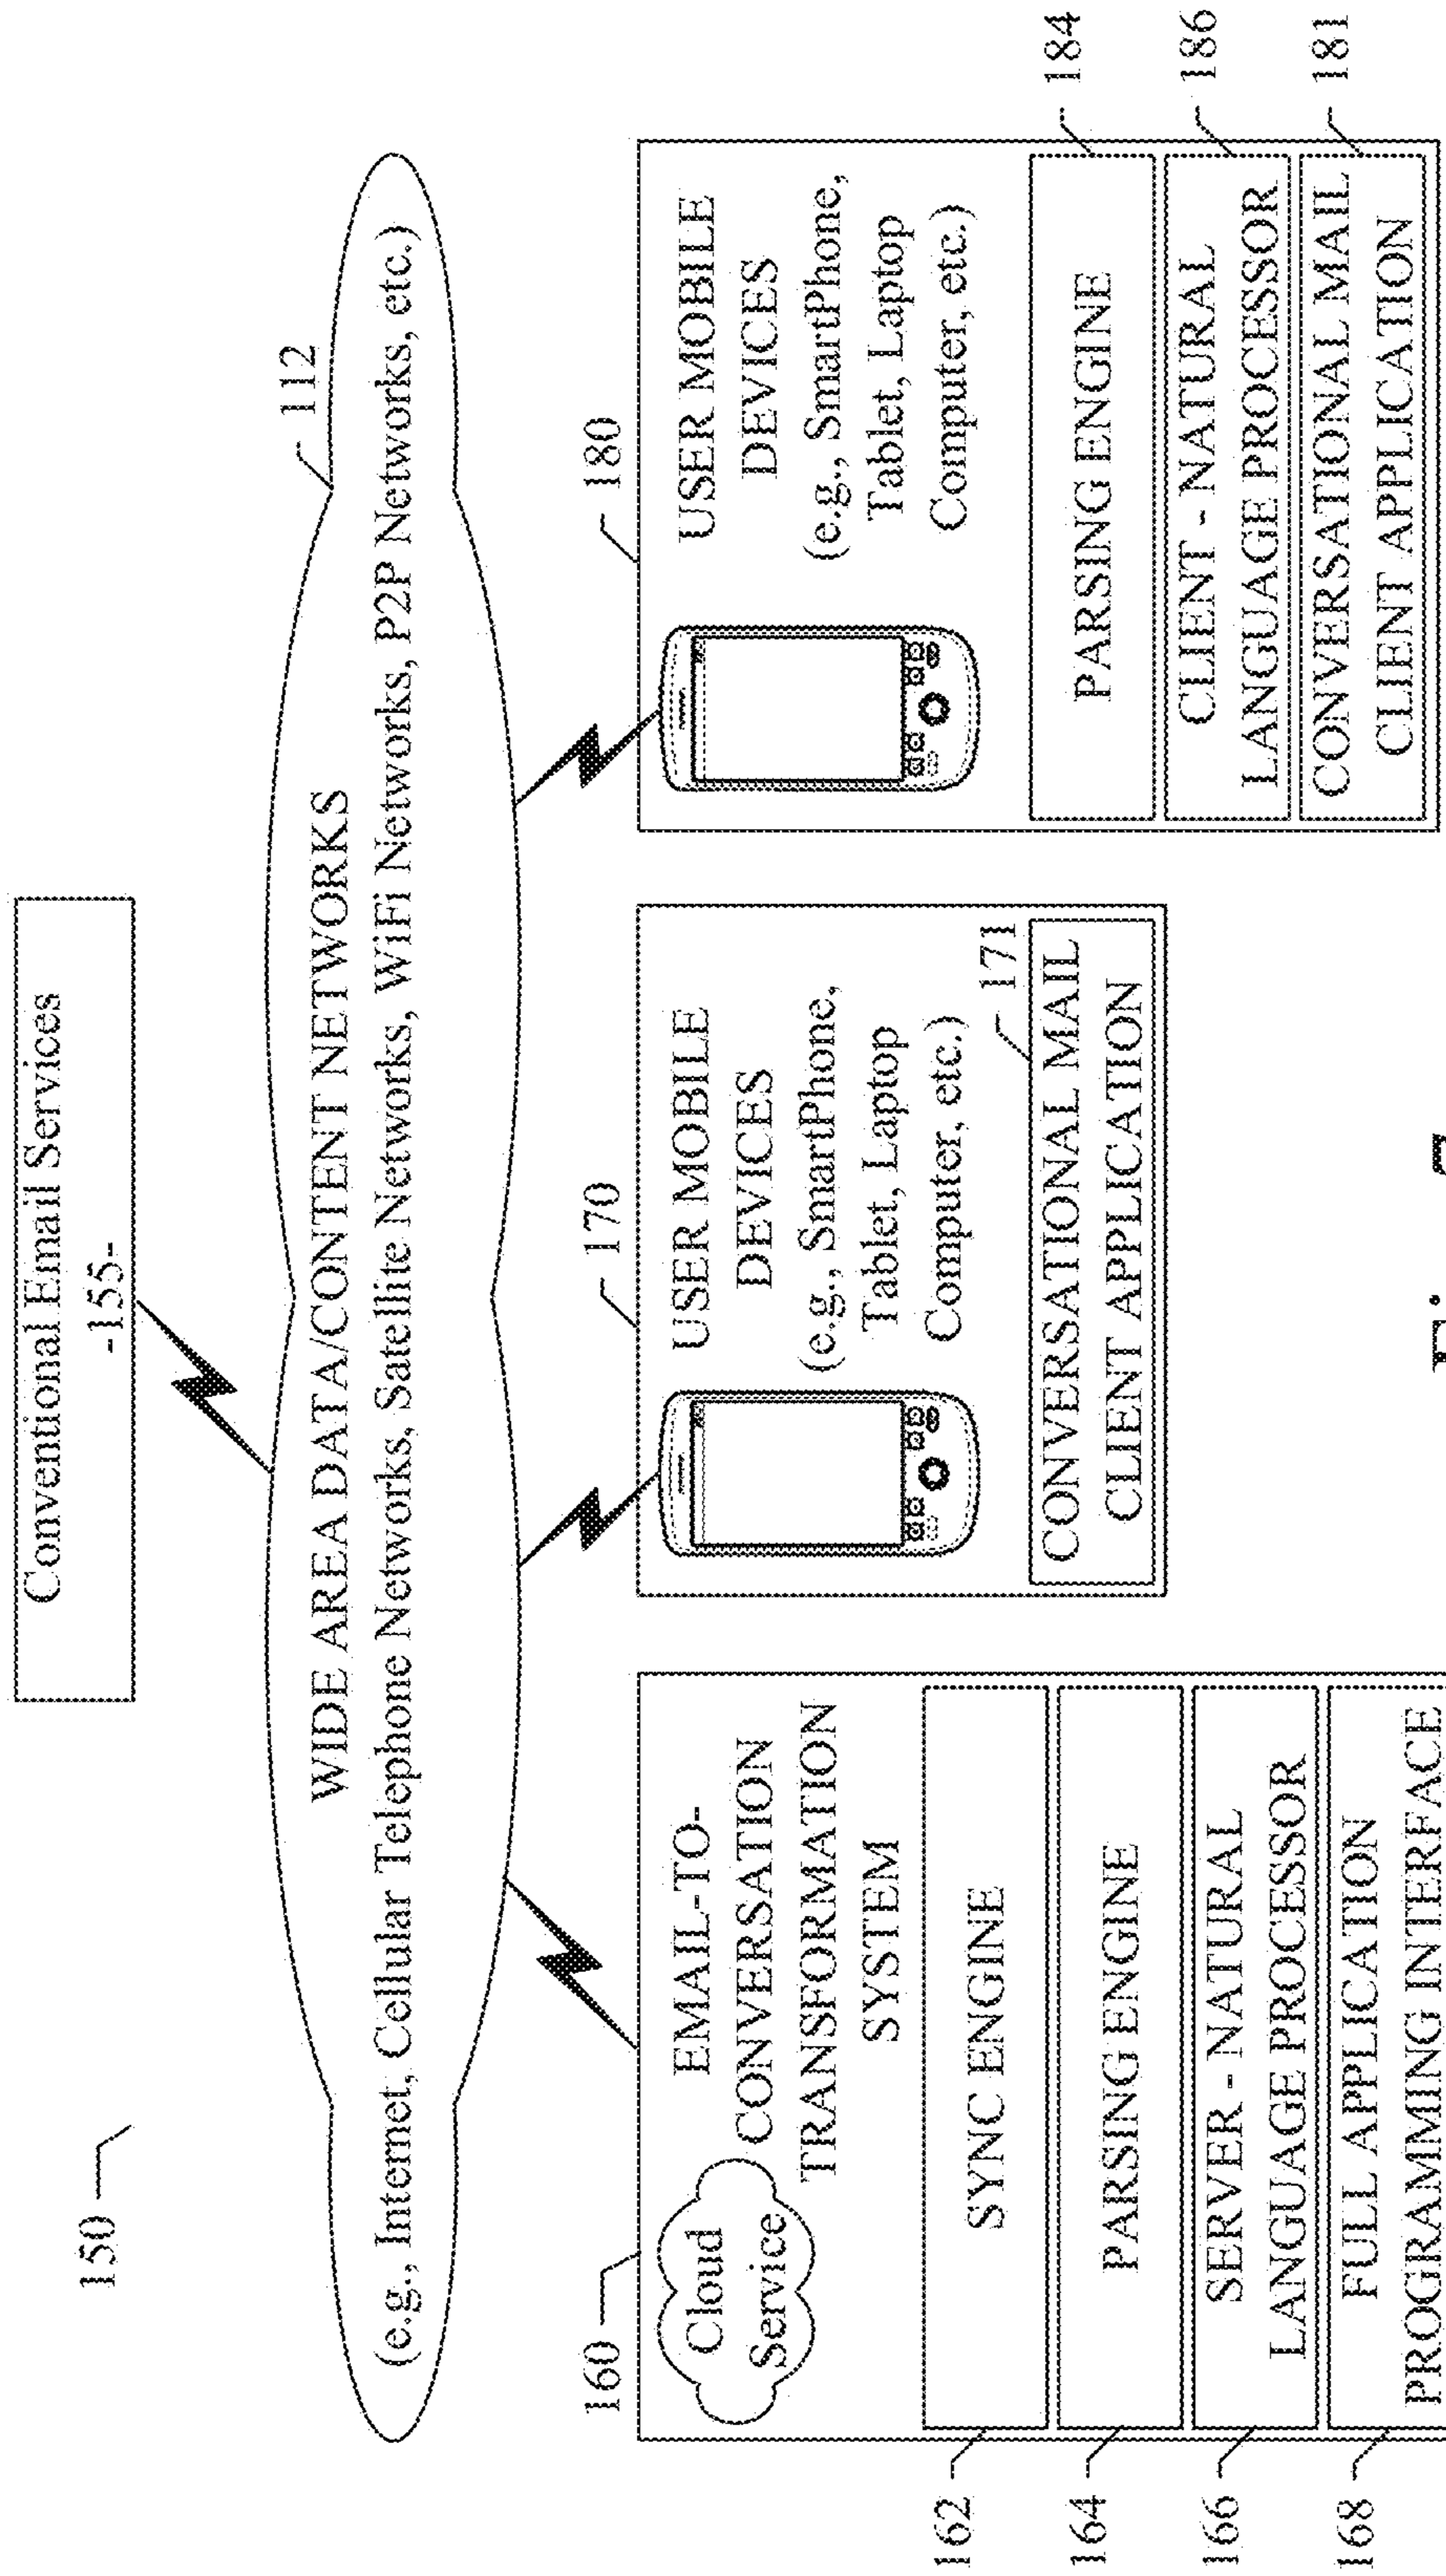 150
Conventional Email Services
-155-
112
WIDE AREA DATA/CONTENT NETWORKS
(e.g., Internet, Cellular Telephone Networks, Satellite Networks, WiFi Networks, P2P Networks, etc.)
160
Cloud
Service
EMAIL-TO-
CONVERSATION
TRANSFORMATION
SYSTEM
162
SYNC ENGINE
164
PARSING ENGINE
166
SERVER - NATURAL
LANGUAGE PROCESSOR
168
FULL APPLICATION
PROGRAMMING INTERFACE
170
USER MOBILE
DEVICES
(e.g., SmartPhone,
Tablet, Laptop
Computer, etc.)
171
CONVERSATIONAL MAIL
CLIENT APPLICATION
180
USER MOBILE
DEVICES
(e.g., SmartPhone,
Tablet, Laptop
Computer, etc.)
PARSING ENGINE
184
CLIENT - NATURAL
LANGUAGE PROCESSOR
186
CONVERSATIONAL MAIL
CLIENT APPLICATION
181